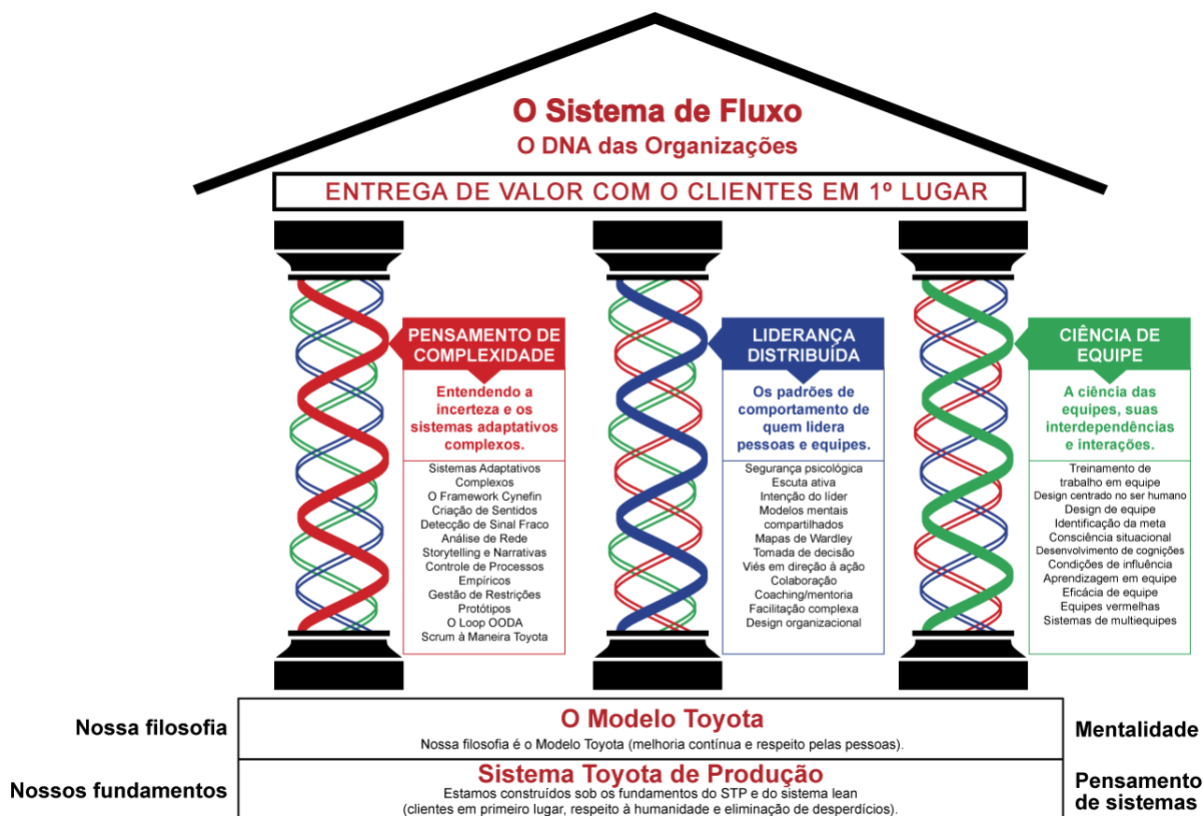 O Sistema de Fluxo
O DNA das Organizações
ENTREGA DE VALOR COM O CLIENTES EM 1º LUGAR
PENSAMENTO DE
COMPLEXIDADE
Entendendo a
incerteza e os
sistemas adaptativos
complexos.
Sistemas Adaptativos
Complexos
O Framework Cynefin
Criação de Sentidos
Detecção de Sinal Fraco
Análise de Rede
Storytelling e Narrativas
Controle de Processos
Empíricos
Gestão de Restrições
Protótipos
O Loop OODA
Scrum à Maneira Toyota
LIDERANÇA
DISTRIBUÍDA
Os padrões de
comportamento de
quem lidera
pessoas e equipes.
Segurança psicológica
Escuta ativa
Intenção do líder
Modelos mentais
compartilhados
Mapas de Wardley
Tomada de decisão
Viés em direção à ação
Colaboração
Coaching/mentoria
Facilitação complexa
Design organizacional
CIÊNCIA DE
EQUIPE
A ciência das
equipes, suas
interdependências
e interações.
Treinamento de
trabalho em equipe
Design centrado no ser humano
Design de equipe
Identificação da meta
Consciência situacional
Desenvolvimento de cognições
Condições de influência
Aprendizagem em equipe
Eficácia de equipe
Equipes vermelhas
Sistemas de multiequipes
Nossa filosofia
O Modelo Toyota
Nossa filosofia é o Modelo Toyota (melhoria contínua e respeito pelas pessoas).
Mentalidade
Nossos fundamentos
Sistema Toyota de Produção
Estamos construídos sob os fundamentos do STP e do sistema lean
(clientes em primeiro lugar, respeito à humanidade e eliminação de desperdícios).
Pensamento
de sistemas